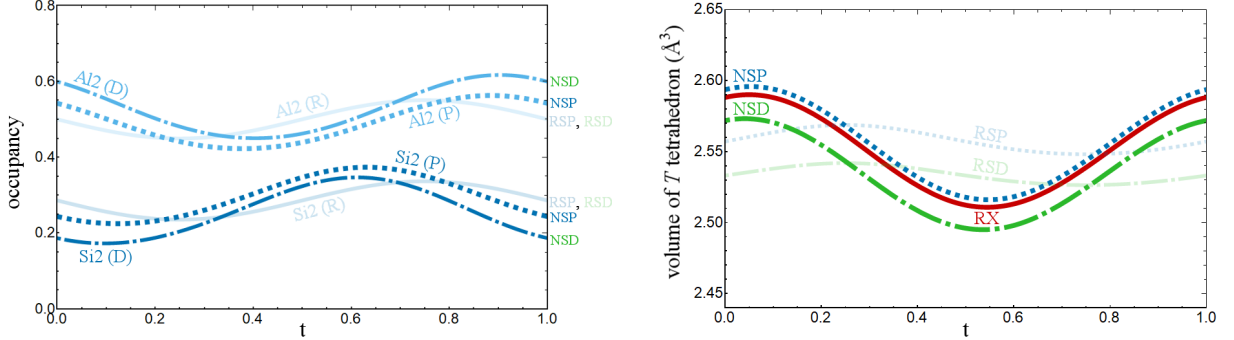 0.8
0.6
0.4
0.2
0.0
occupancy
Al2 (D)
Al2 (R)
Al2 (P)
Si2 (P)
Si2 (R)
Si2 (D)
NSD
NSP
RSP, RSD
RSP, RSD
NSP
NSD
0.0 0.2 0.4 0.6 0.8 1.0
t
2.65
2.60
2.55
2.50
2.44
volume of T tetrahedron (Å3)
NSP
NSD
RSP
RSD
RX
0.0 0.2 0.4 0.6 0.8 1.0
t